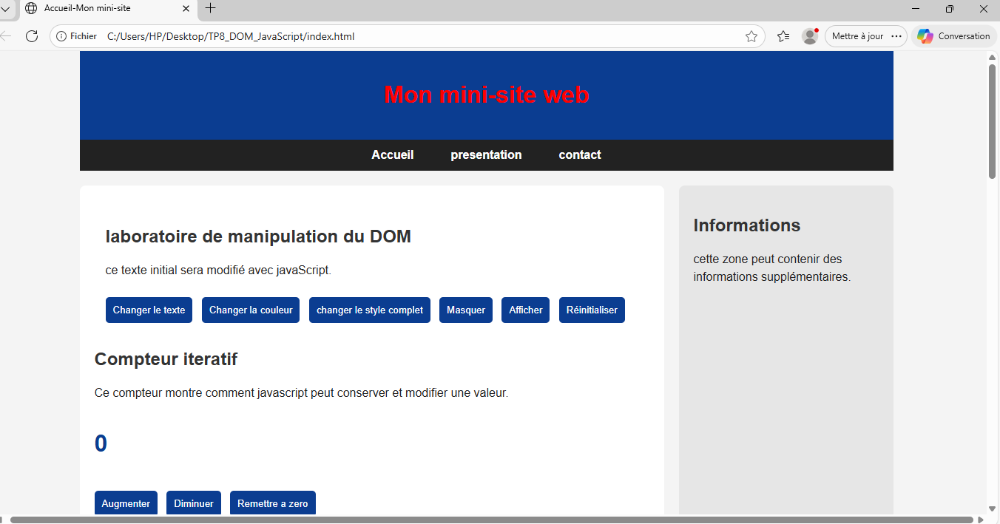 Accueil-Mon mini-site
Fichier C:/Users/HP/Desktop/TP8_DOM_JavaScript/index.html Mettre à jour Conversation
Mon mini-site web
Accueil presentation contact
laboratoire de manipulation du DOM
ce texte initial sera modifié avec javaScript.
Changer le texte Changer la couleur changer le style complet Masquer Afficher Réinitialiser
Compteur iteratif
Ce compteur montre comment javascript peut conserver et modifier une valeur.
0
Augmenter Diminuer Remettre a zero
Informations
cette zone peut contenir des
informations supplémentaires.